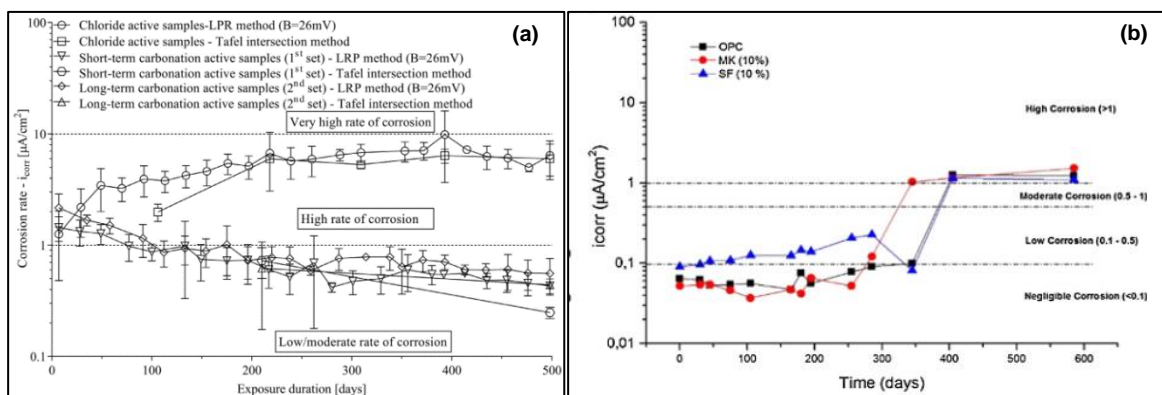 (a)
Chloride active samples-LPR method (B=26mV)
Chloride active samples - Tafel intersection method
Short-term carbonation active samples (1st set) - LRP method (B=26mV)
Short-term carbonation active samples (1st set) - Tafel intersection method
Long-term carbonation active samples (2nd set) - LRP method (B=26mV)
Long-term carbonation active samples (2nd set) - Tafel intersection method
Very high rate of corrosion
High rate of corrosion
Low/moderate rate of corrosion
Corrosion rate - icorr [µA/cm²]
100
10
1
0.1
0
100
200
300
400
500
Exposure duration [days]
(b)
OPC
MK (10%)
SF (10 %)
High Corrosion (>1)
Moderate Corrosion (0.5 - 1)
Low Corrosion (0.1 - 0.5)
Negligible Corrosion (<0.1)
icorr (µA/cm²)
100
10
1
0,1
0,01
0
100
200
300
400
500
600
Time (days)